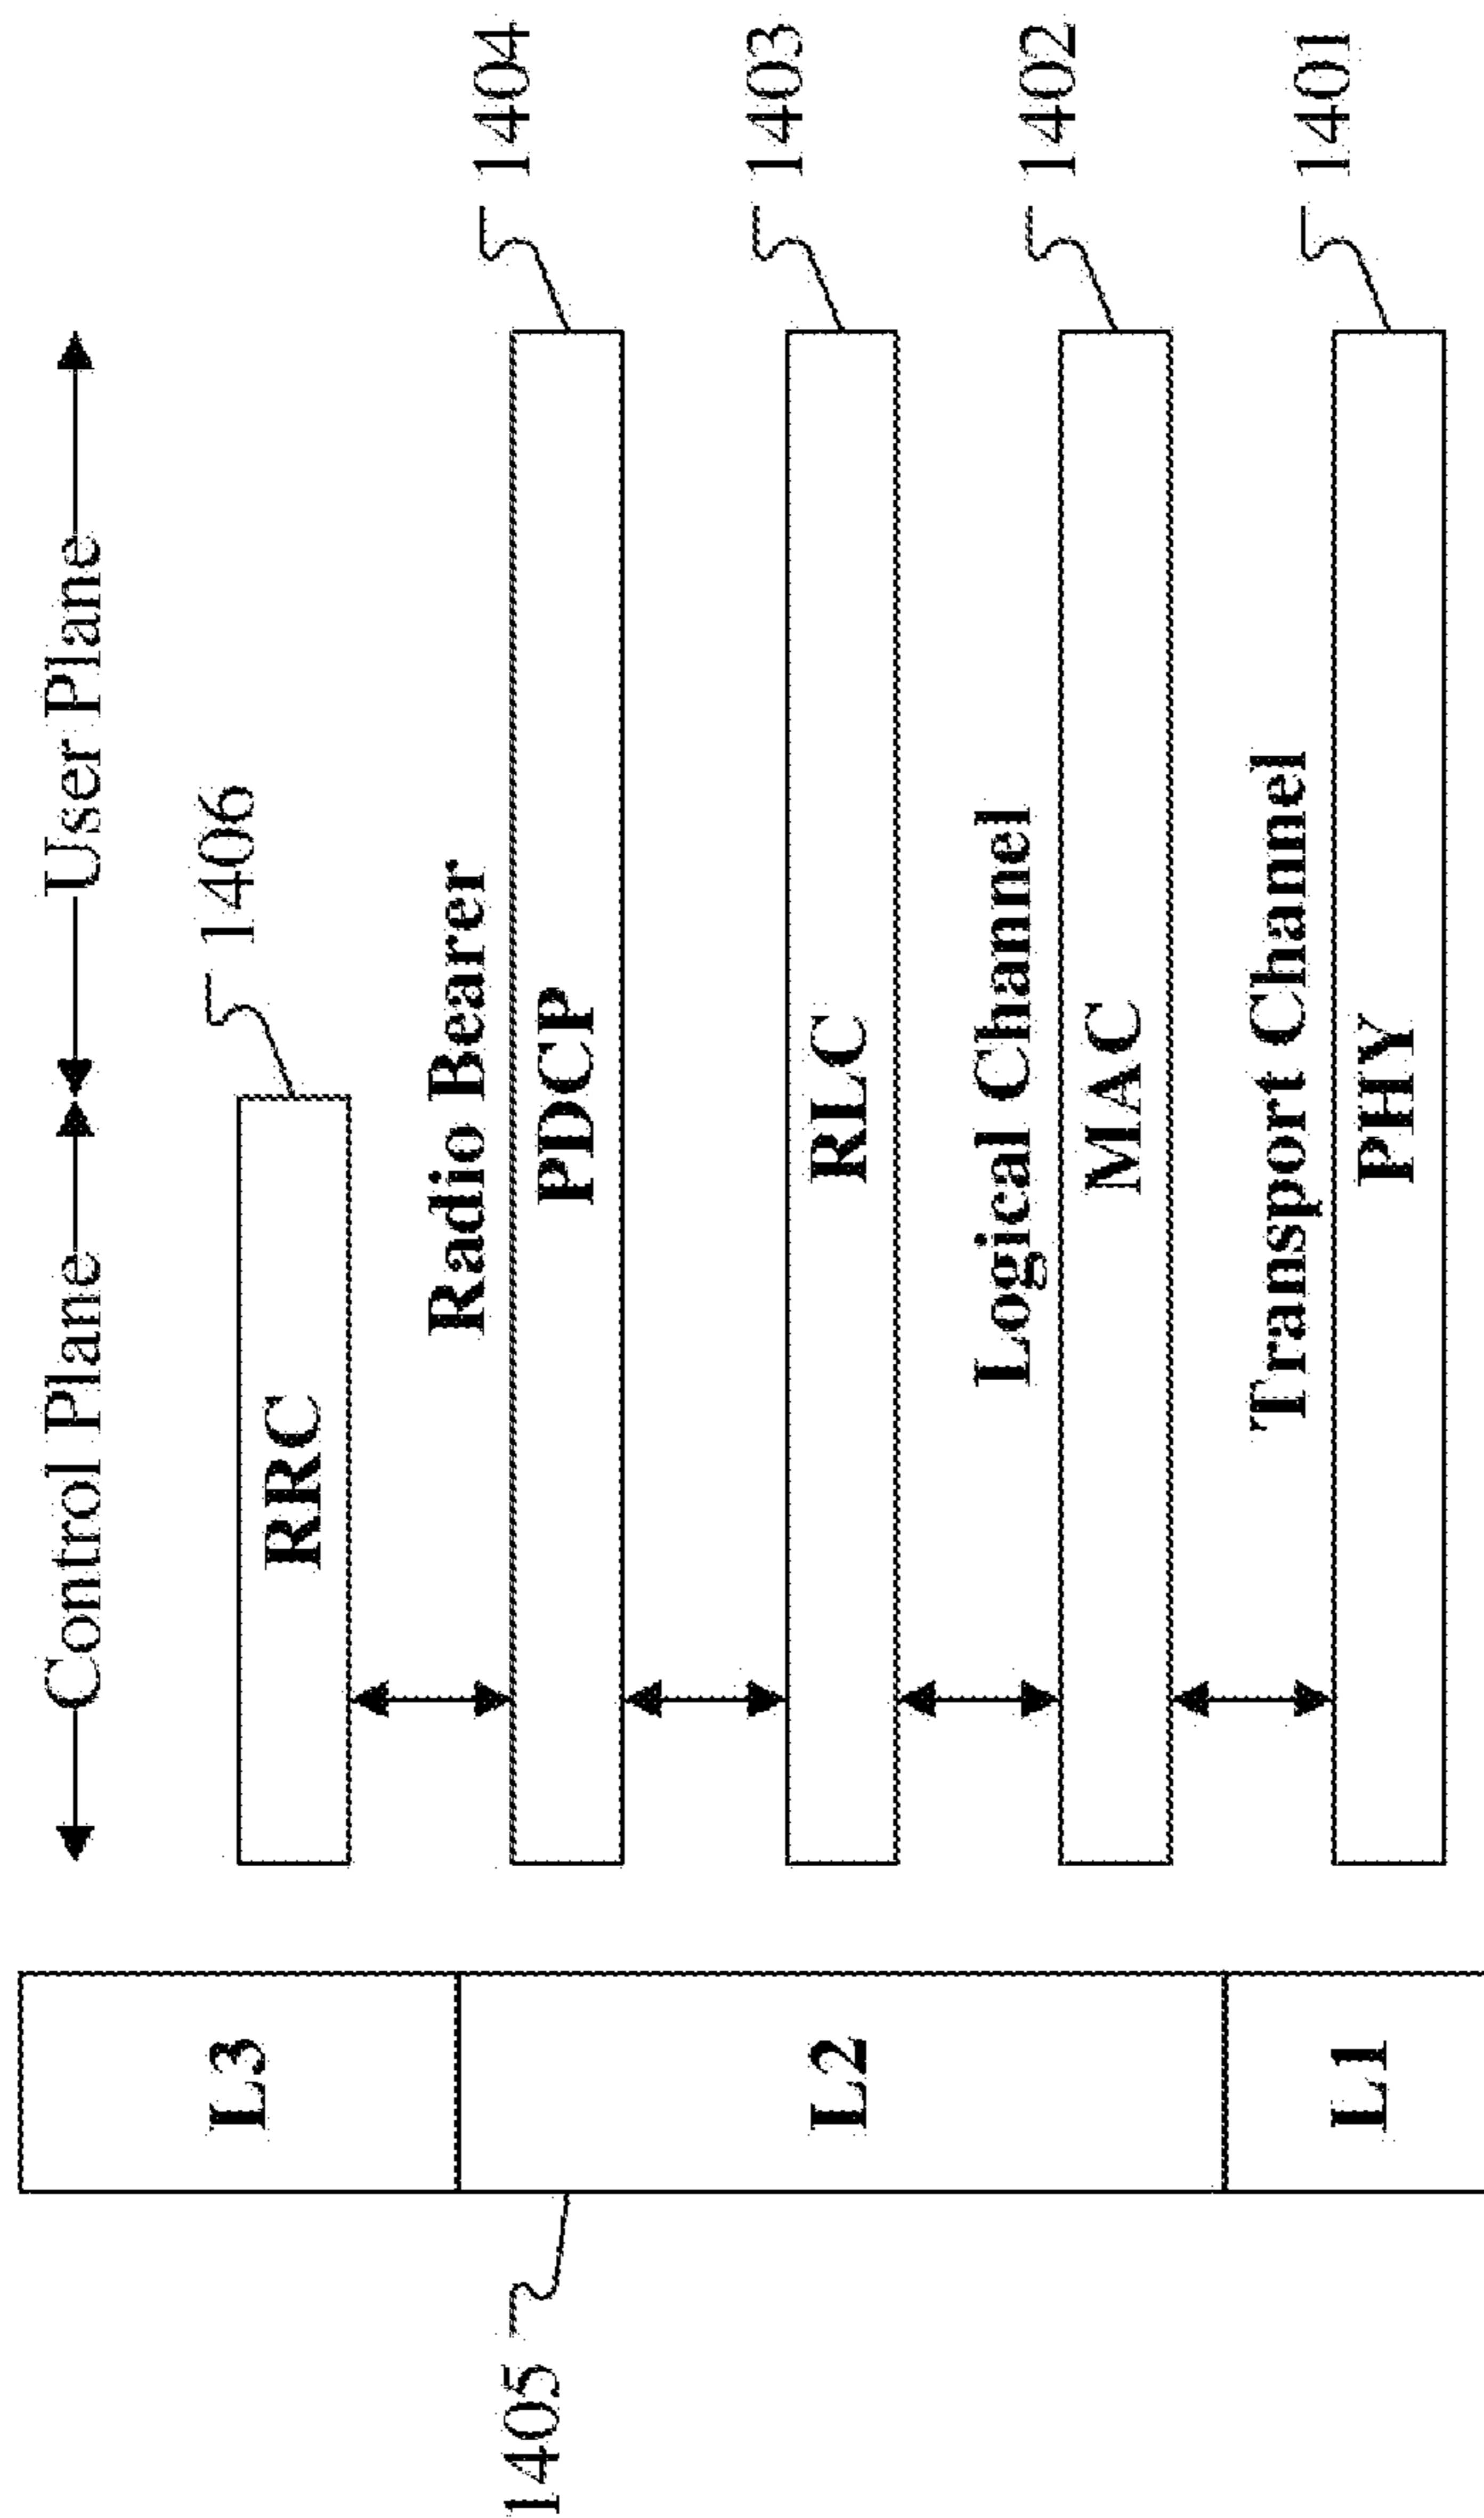 Control Plane
User Plane
1406
L3
RRC
Radio Bearer
1404
1405
PDCP
1403
L2
RLC
Logical Channel
1402
MAC
Transport Channel
1401
L1
PHY